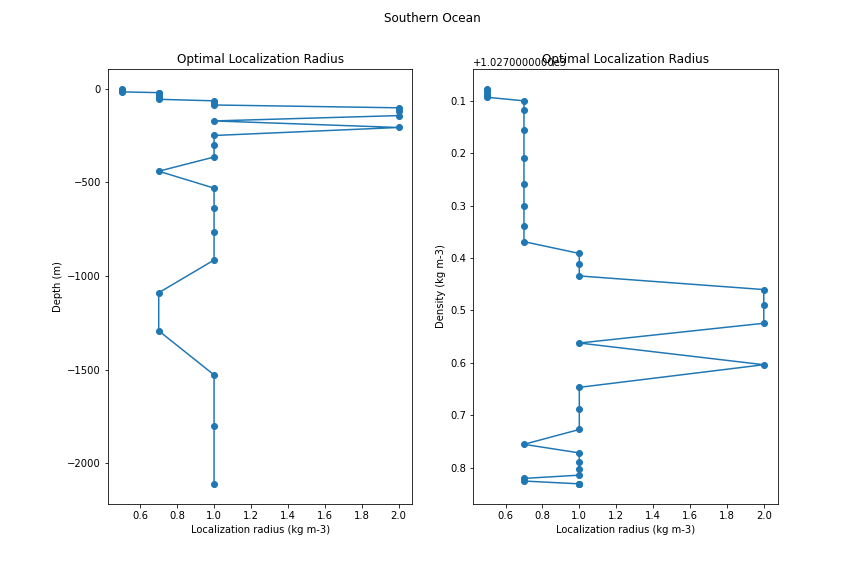 Southern Ocean
Optimal Localization Radius
0
−500
−1000
−1500
−2000
Depth (m)
0.6 0.8 1.0 1.2 1.4 1.6 1.8 2.0
Localization radius (kg m-3)
Optimal Localization Radius
+1.0270000000e3
0.1
0.2
0.3
0.4
0.5
0.6
0.7
0.8
Density (kg m-3)
0.6 0.8 1.0 1.2 1.4 1.6 1.8 2.0
Localization radius (kg m-3)